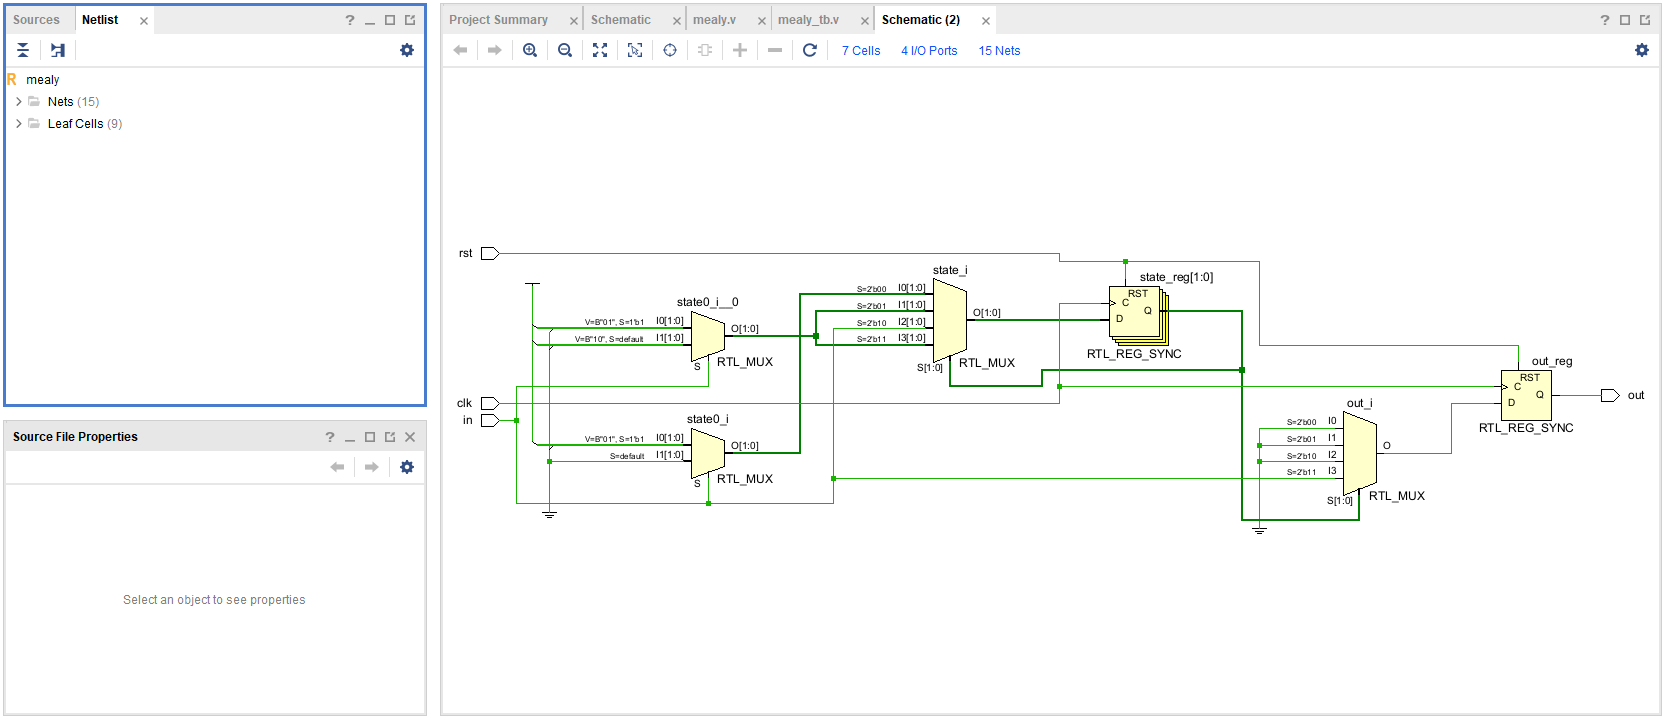 Sources
Netlist
?
R mealy
Nets (15)
Leaf Cells (9)
Source File Properties
?
Select an object to see properties
Project Summary
Schematic
mealy.v
mealy_tb.v
Schematic (2)
?
7 Cells
4 I/O Ports
15 Nets
rst
clk
in
state0_i__0
V=B"01", S=1'b1 I0[1:0]
V=B"10", S=default I1[1:0]
O[1:0]
S
RTL_MUX
state0_i
V=B"01", S=1'b1 I0[1:0]
S=default I1[1:0]
O[1:0]
S
RTL_MUX
state_i
S=2'b00 I0[1:0]
S=2'b01 I1[1:0]
S=2'b10 I2[1:0]
S=2'b11 I3[1:0]
O[1:0]
S[1:0]
RTL_MUX
state_reg[1:0]
RST
C
D
Q
RTL_REG_SYNC
out_i
S=2'b00 I0
S=2'b01 I1
S=2'b10 I2
S=2'b11 I3
O
S[1:0]
RTL_MUX
out_reg
RST
C
D
Q
RTL_REG_SYNC
out